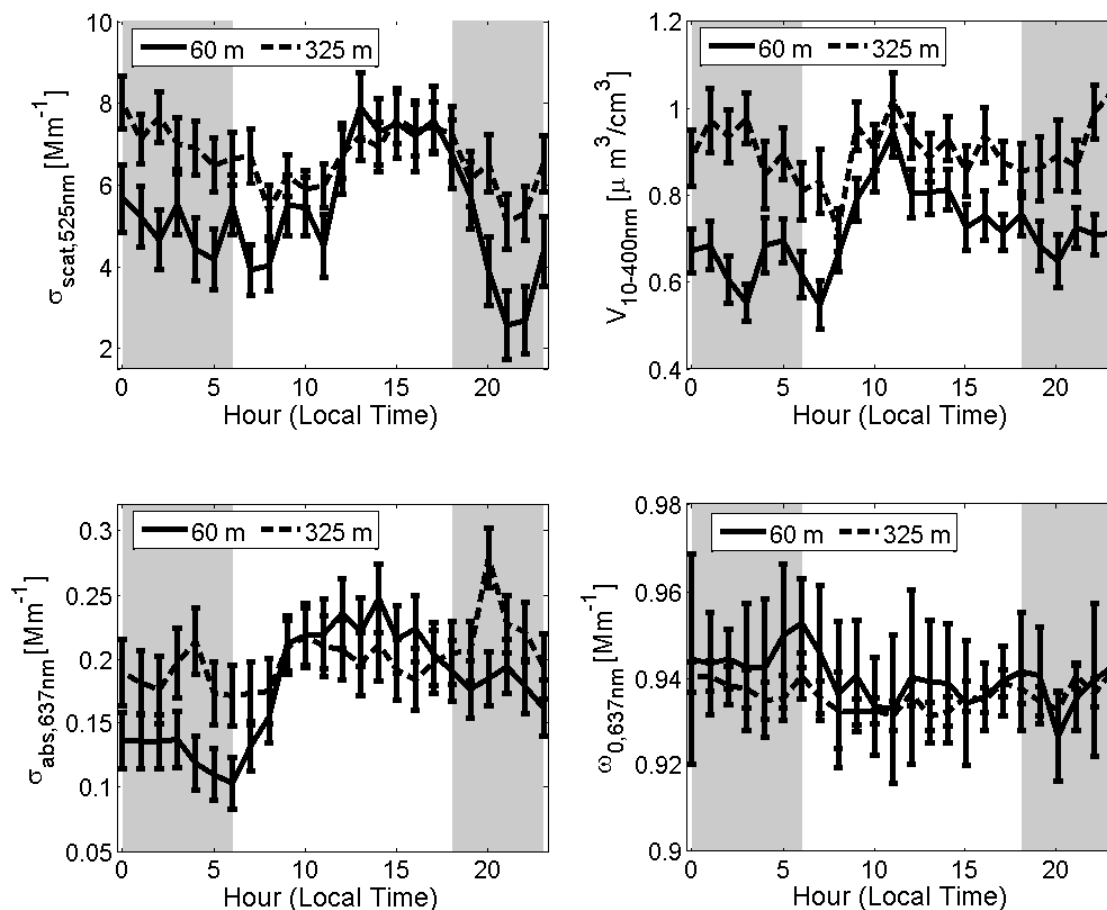 10
8
6
4
2
σscat,525nm [Mm⁻¹]
60 m 325 m
0 5 10 15 20
Hour (Local Time)
1.2
1
0.8
0.6
0.4
V10-400nm [μ m³/cm³]
60 m 325 m
0 5 10 15 20
Hour (Local Time)
0.3
0.25
0.2
0.15
0.1
0.05
σabs,637nm [Mm⁻¹]
60 m 325 m
0 5 10 15 20
Hour (Local Time)
0.98
0.96
0.94
0.92
0.9
ω0,637nm [Mm⁻¹]
60 m 325 m
0 5 10 15 20
Hour (Local Time)